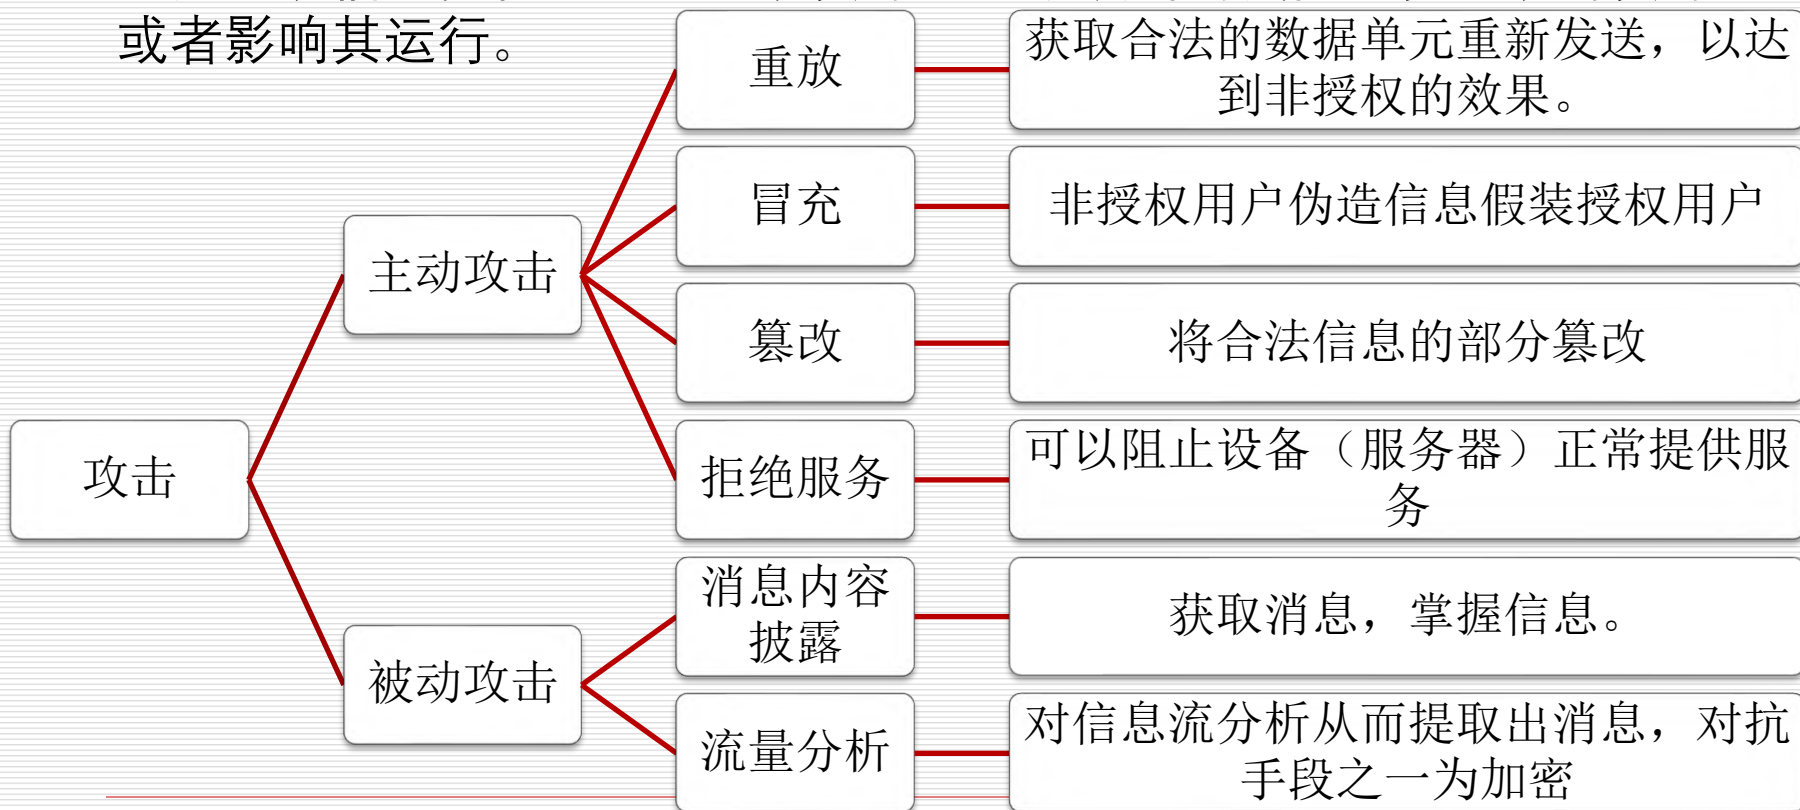 或者影响其运行。
重放
获取合法的数据单元重新发送，以达
到非授权的效果。
冒充
非授权用户伪造信息假装授权用户
主动攻击
篡改
将合法信息的部分篡改
攻击
拒绝服务
可以阻止设备（服务器）正常提供服
务
消息内容
披露
获取消息，掌握信息。
被动攻击
流量分析
对信息流分析从而提取出消息，对抗
手段之一为加密